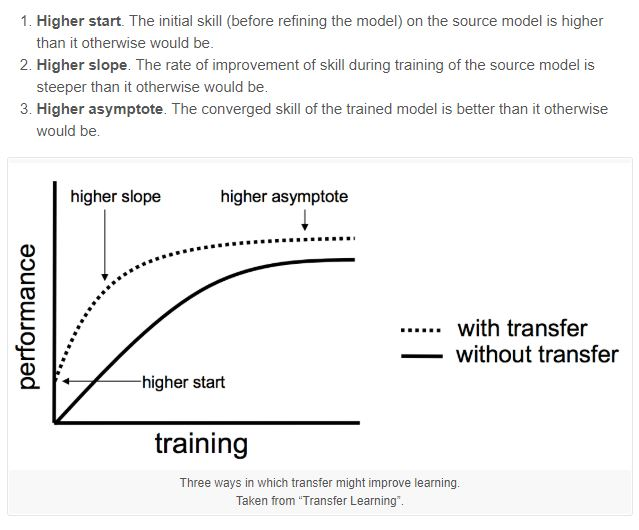 1. Higher start. The initial skill (before refining the model) on the source model is higher
than it otherwise would be.
2. Higher slope. The rate of improvement of skill during training of the source model is
steeper than it otherwise would be.
3. Higher asymptote. The converged skill of the trained model is better than it otherwise
would be.
higher slope
higher asymptote
performance
with transfer
without transfer
higher start
training
Three ways in which transfer might improve learning.
Taken from “Transfer Learning”.